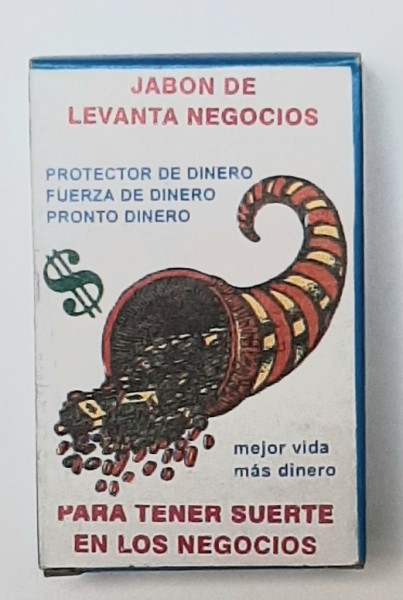 JABON DE
LEVANTA NEGOCIOS
PROTECTOR DE DINERO
FUERZA DE DINERO
PRONTO DINERO
$
mejor vida
más dinero
PARA TENER SUERTE
EN LOS NEGOCIOS